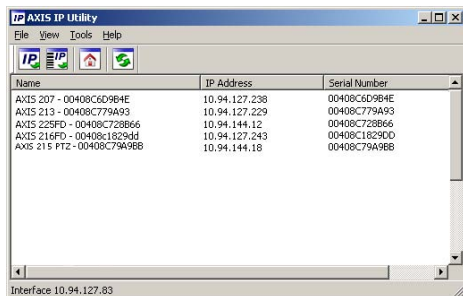 IP AXIS IP Utility
File View Tools Help
IP IP
Name IP Address Serial Number
AXIS 207 - 00408C6D9B4E 10.94.127.238 00408C6D9B4E
AXIS 213 - 00408C779A93 10.94.127.229 00408C779A93
AXIS 225FD - 00408C728B66 10.94.144.12 00408C728B66
AXIS 216FD - 00408c1829dd 10.94.127.243 00408C1829DD
AXIS 215 PTZ - 00408C79A9BB 10.94.144.18 00408C79A9BB
Interface 10.94.127.83